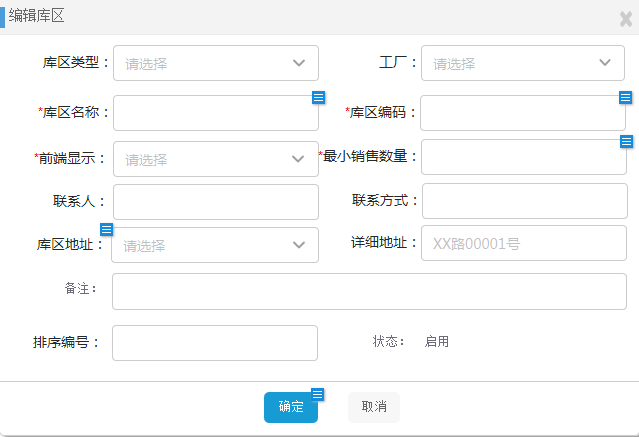 编辑库区
库区类型： 请选择 工厂： 请选择
*库区名称： *库区编码：
*前端显示： 请选择 *最小销售数量：
联系人： 联系方式：
库区地址： 请选择 详细地址： XX路00001号
备注：
排序编号： 状态： 启用
确定 取消